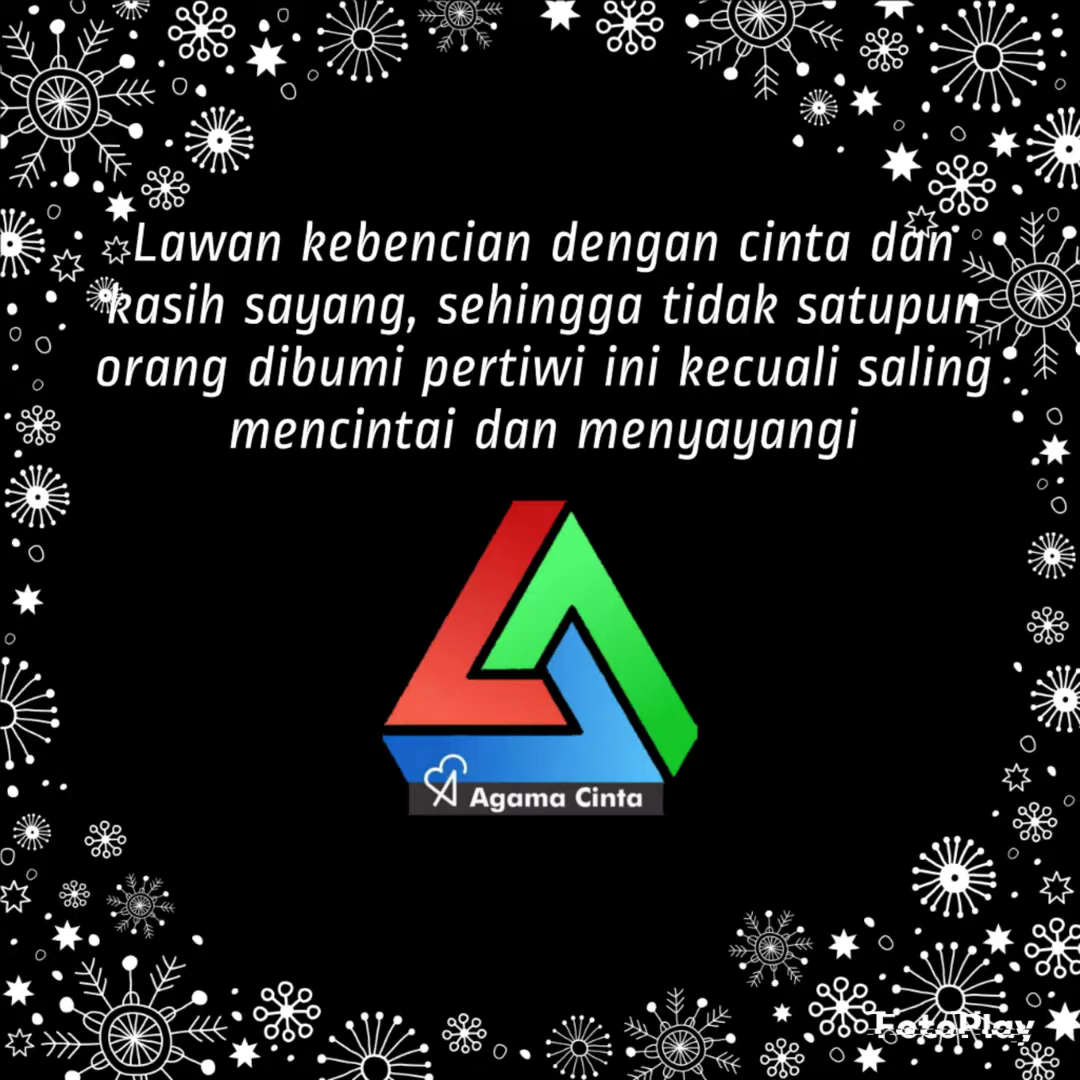 Lawan kebencian dengan cinta dan
kasih sayang, sehingga tidak satupun
orang dibumi pertiwi ini kecuali saling
mencintai dan menyayangi
Agama Cinta
FotoPlay